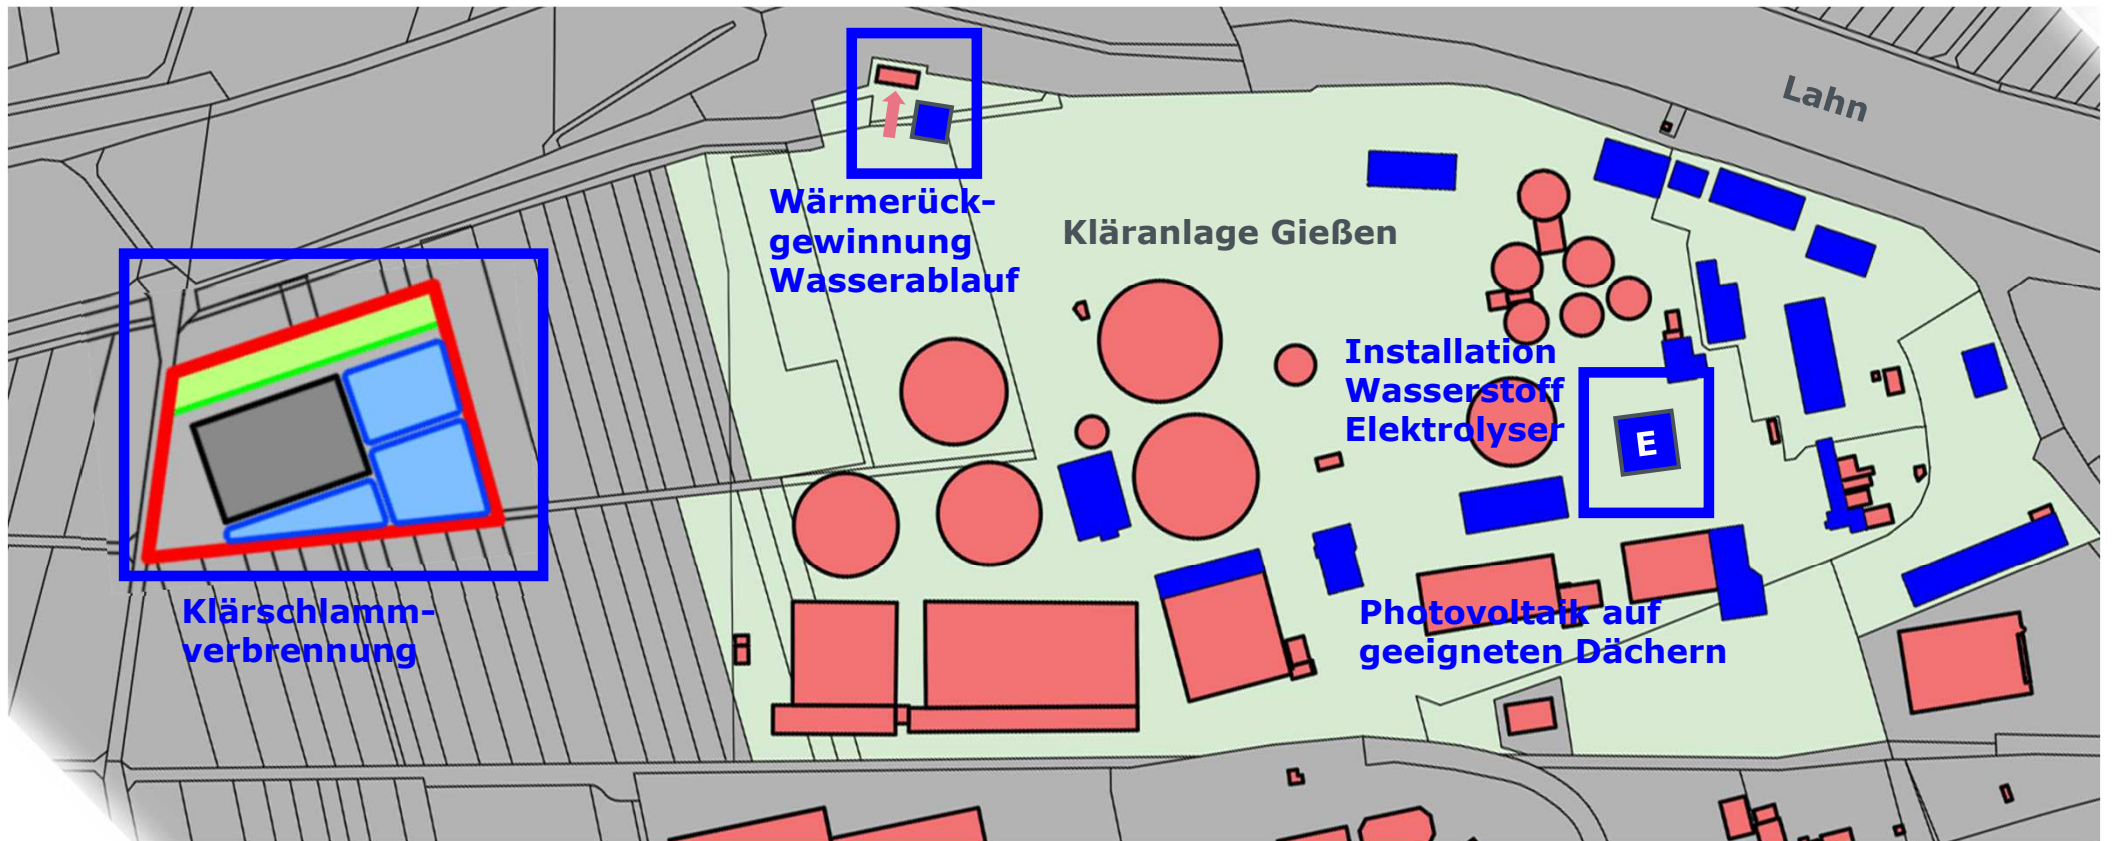 Lahn
Wärmerück-
gewinnung
Wasserablauf
Kläranlage Gießen
Installation
Wasserstoff
Elektrolyser
E
Klärschlamm-
verbrennung
Photovoltaik auf
geeigneten Dächern